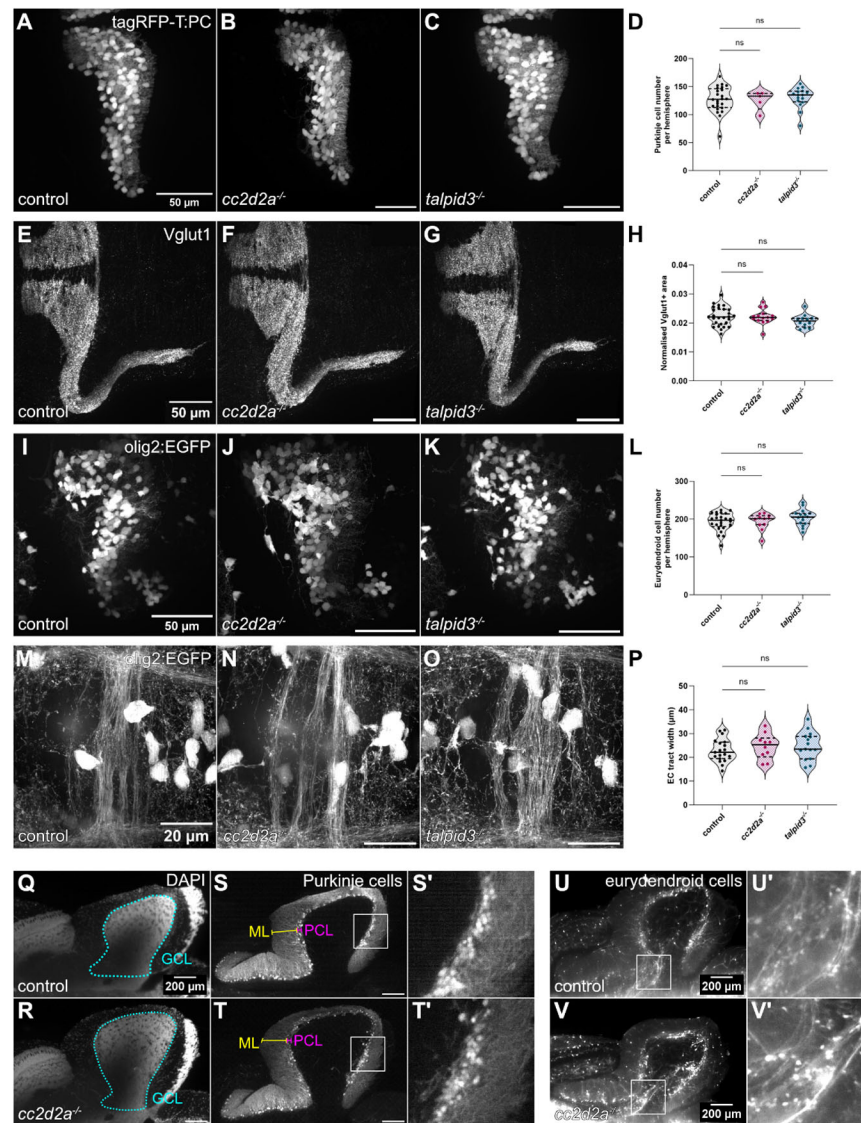 A tagRFP-T:PC
control
50 µm
B
cc2d2a-/-
C
talpid3-/-
D
ns
ns
Purkinje cell number
per hemisphere
200
150
100
50
0
control
cc2d2a-/-
talpid3-/-
E Vglut1
control
50 µm
F
cc2d2a-/-
G
talpid3-/-
H
ns
ns
Normalised Vglut1+ area
0.04
0.03
0.02
0.01
0.00
control
cc2d2a-/-
talpid3-/-
I olig2:EGFP
control
50 µm
J
cc2d2a-/-
K
talpid3-/-
L
ns
ns
Eurydendroid cell number
per hemisphere
300
200
100
0
control
cc2d2a-/-
talpid3-/-
M olig2:EGFP
control
20 µm
N
cc2d2a-/-
O
talpid3-/-
P
ns
ns
EC tract width (µm)
50
40
30
20
10
0
control
cc2d2a-/-
talpid3-/-
Q DAPI
GCL
control
200 µm
S Purkinje cells
ML
PCL
S'
U eurydendroid cells
control
200 µm
U'
R
GCL
cc2d2a-/-
T
ML
PCL
T'
V
cc2d2a-/-
200 µm
V'